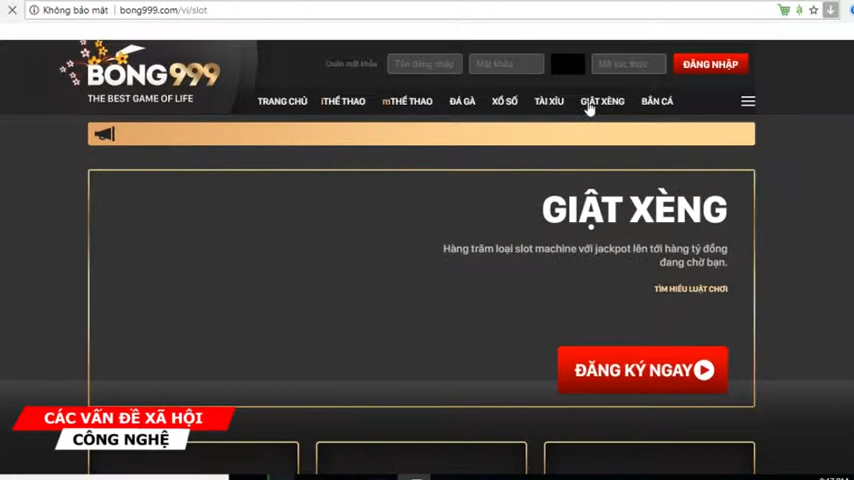 Không bảo mật | bong999.com/vi/slot
BONG999
THE BEST GAME OF LIFE
Quên mật khẩu
Tên đăng nhập
Mật khẩu
Mã xác thực
ĐĂNG NHẬP
TRANG CHỦ
iTHỂ THAO
mTHỂ THAO
ĐÁ GÀ
XỔ SỐ
TÀI XỈU
GIẬT XÈNG
BẮN CÁ
GIẬT XÈNG
Hàng trăm loại slot machine với jackpot lên tới hàng tỷ đồng
đang chờ bạn.
TÌM HIỂU LUẬT CHƠI
ĐĂNG KÝ NGAY
CÁC VẤN ĐỀ XÃ HỘI
CÔNG NGHỆ